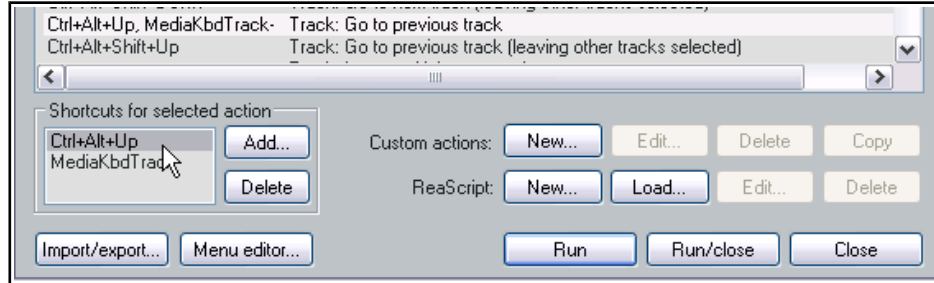 Ctrl+Alt+Up, MediaKbdTrack- Track: Go to previous track
Ctrl+Alt+Shift+Up Track: Go to previous track (leaving other tracks selected)
Shortcuts for selected action
Ctrl+Alt+Up
Add...
MediaKbdTrack
Delete
Custom actions: New... Edit... Delete Copy
ReaScript: New... Load... Edit... Delete
Import/export... Menu editor... Run Run/close Close